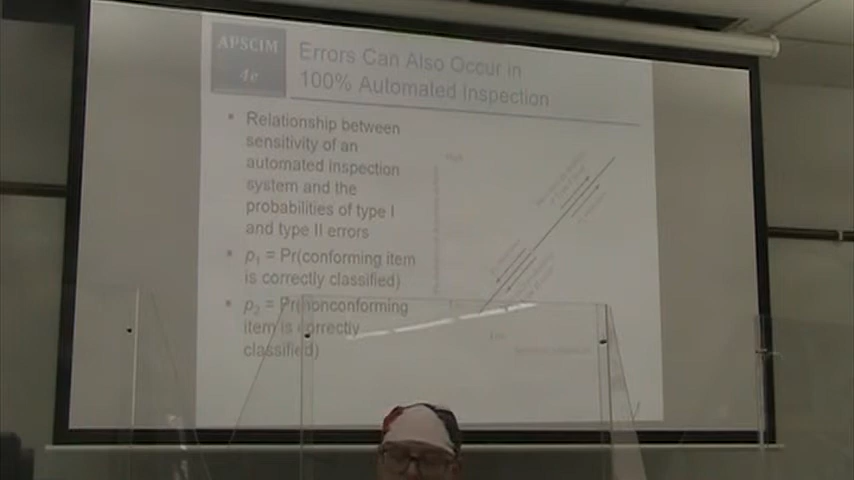 APSCIM
4e
Errors Can Also Occur in
100% Automated Inspection
▪ Relationship between
sensitivity of an
automated inspection
system and the
probabilities of type I
and type II errors
▪ p1 = Pr(conforming item
is correctly classified)
▪ p2 = Pr(nonconforming
item is correctly
classified)